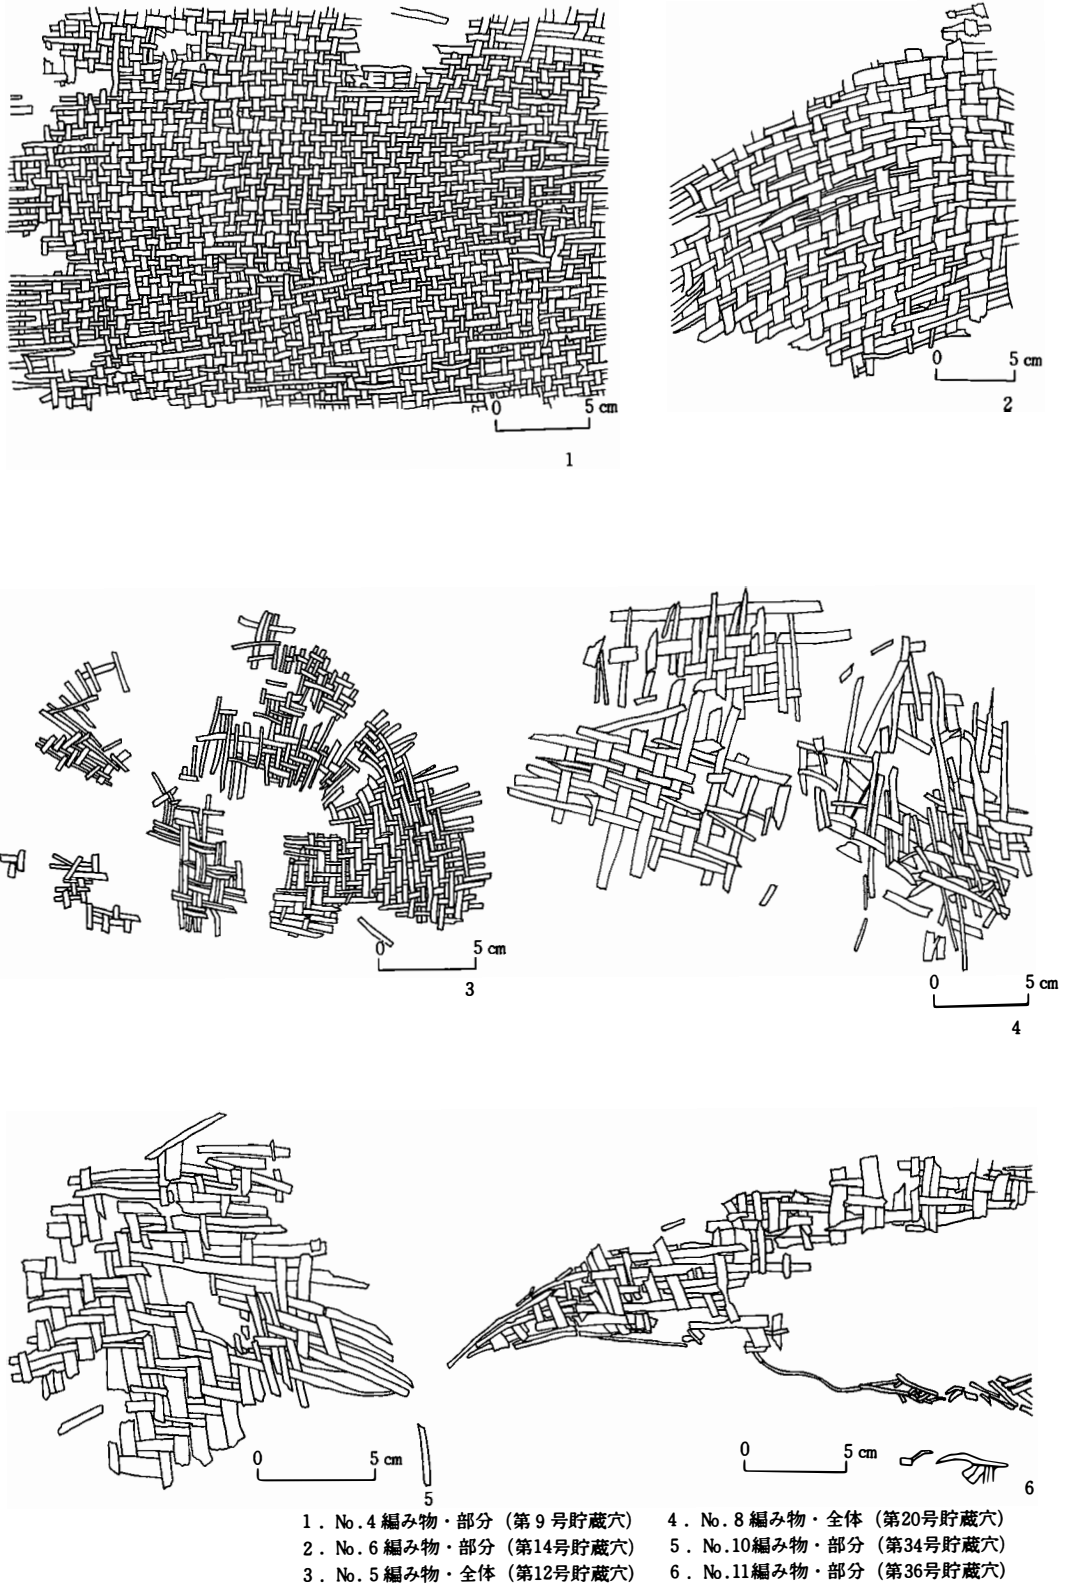 0 5 cm
1
0 5 cm
2
0 5 cm
3
0 5 cm
4
0 5 cm
5
0 5 cm
6
1．№.4編み物・部分（第9号貯蔵穴）
2．№.6編み物・部分（第14号貯蔵穴）
3．№.5編み物・全体（第12号貯蔵穴）
4．№.8編み物・全体（第20号貯蔵穴）
5．№.10編み物・部分（第34号貯蔵穴）
6．№.11編み物・部分（第36号貯蔵穴）